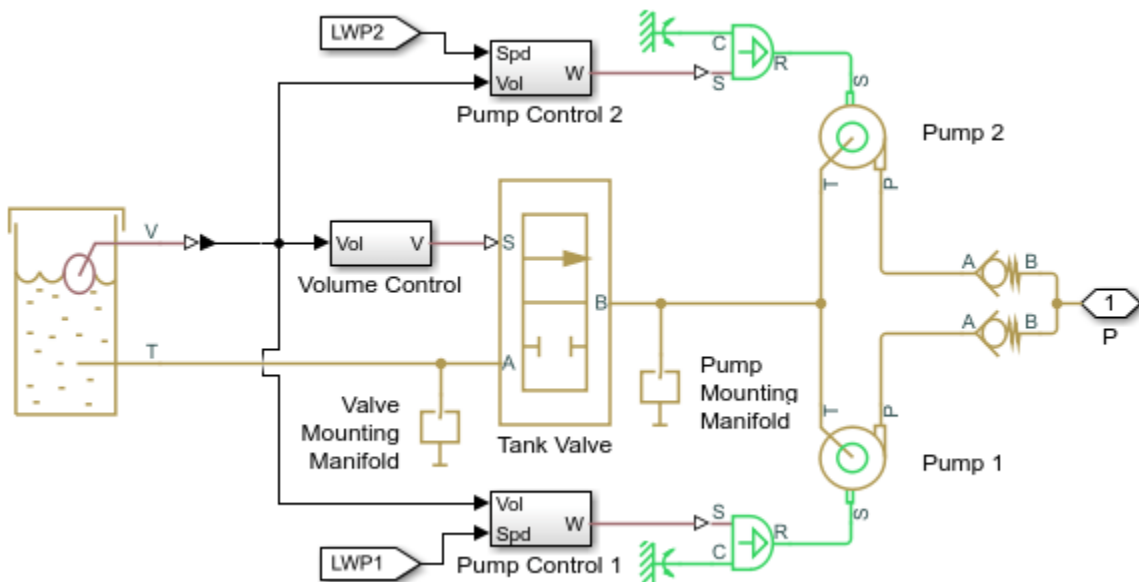 LWP2
Spd
Vol
W
Pump Control 2
C
S
R
S
Pump 2
T
P
V
Vol
V
Volume Control
S
B
A
Tank Valve
T
Valve
Mounting
Manifold
Pump
Mounting
Manifold
A
B
A
B
1
P
T
P
Pump 1
Vol
Spd
W
Pump Control 1
LWP1
S
C
R
S